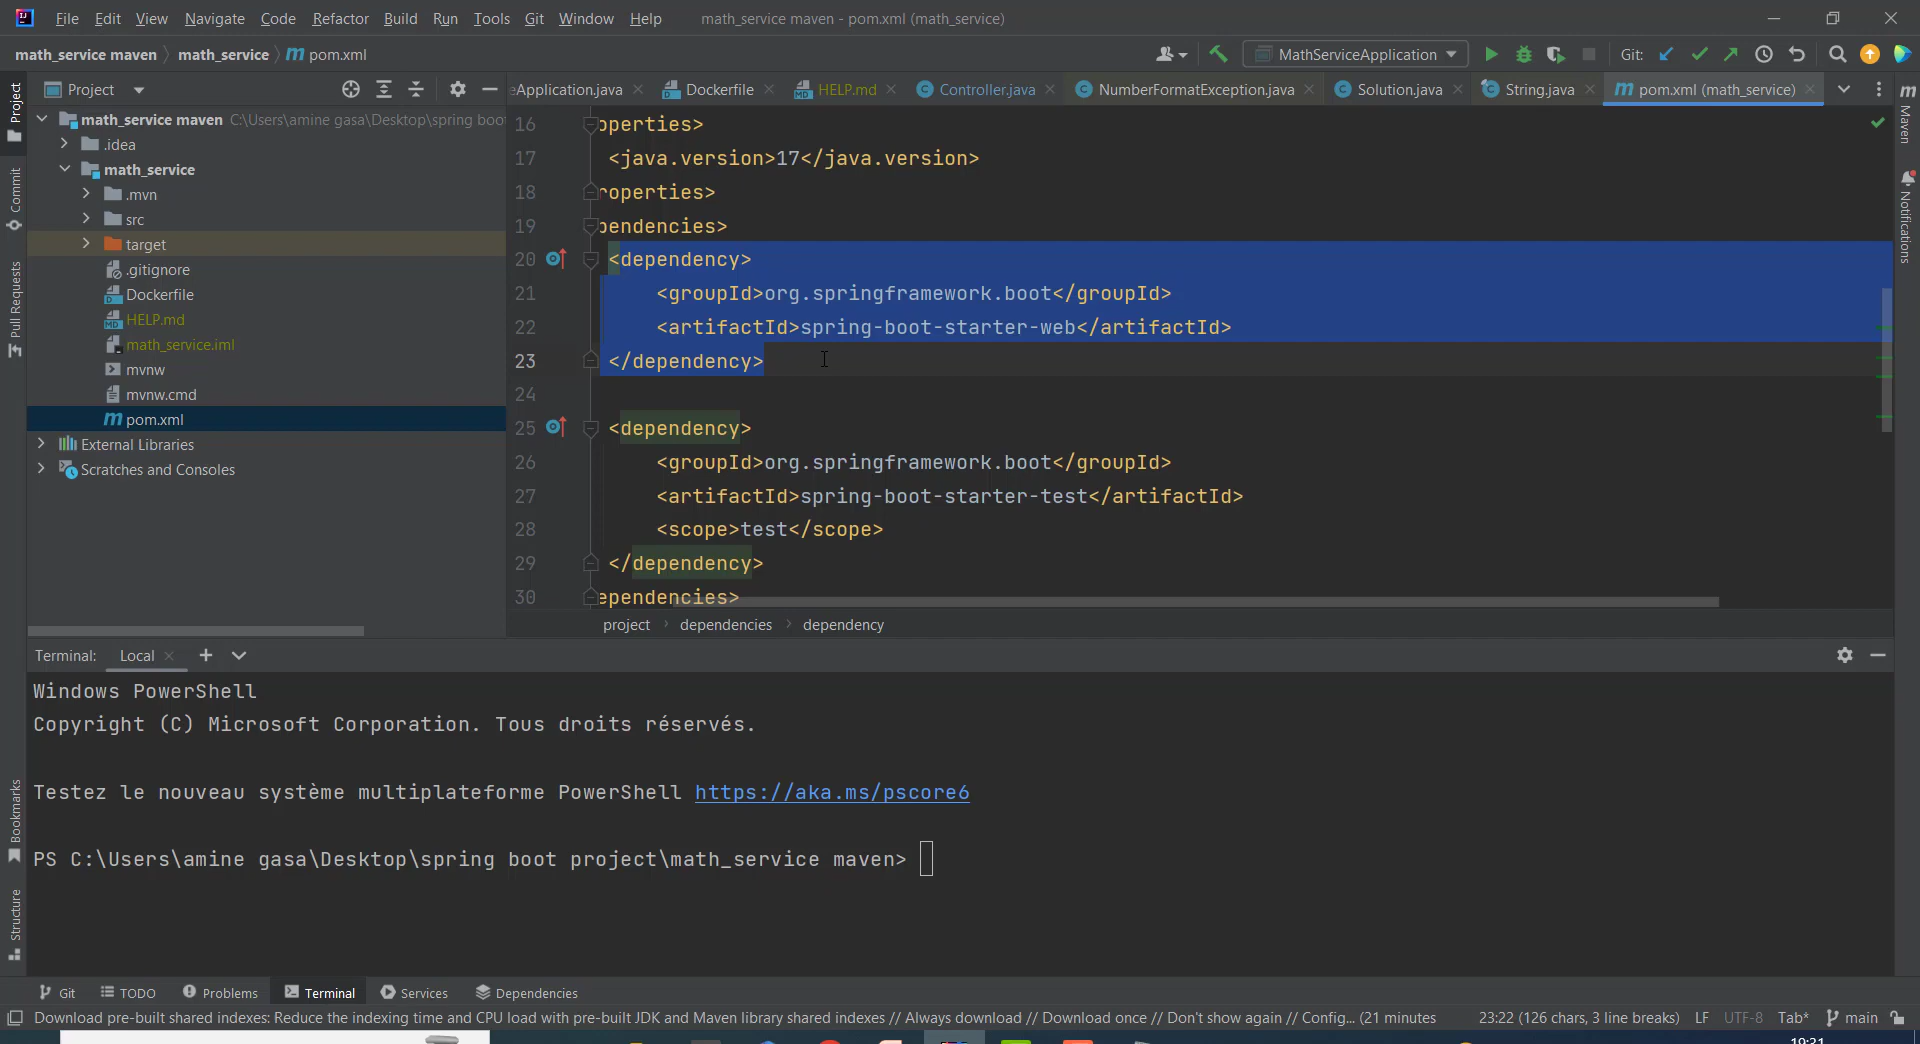 File Edit View Navigate Code Refactor Build Run Tools Git Window Help math_service maven - pom.xml (math_service)
math_service maven math_service m pom.xml MathServiceApplication Git:
Project
eApplication.java Dockerfile HELP.md Controller.java NumberFormatException.java Solution.java String.java pom.xml (math_service)
math_service maven C:\Users\amine gasa\Desktop\spring boo
.idea
math_service
.mvn
src
target
.gitignore
Dockerfile
HELP.md
math_service.iml
mvnw
mvnw.cmd
pom.xml
External Libraries
Scratches and Consoles
16 operties>
17 <java.version>17</java.version>
18 roperties>
19 pendencies>
20 <dependency>
21 <groupId>org.springframework.boot</groupId>
22 <artifactId>spring-boot-starter-web</artifactId>
23 </dependency>
24
25 <dependency>
26 <groupId>org.springframework.boot</groupId>
27 <artifactId>spring-boot-starter-test</artifactId>
28 <scope>test</scope>
29 </dependency>
30 ependencies>
project dependencies dependency
Project
Commit
Pull Requests
Bookmarks
Structure
Maven
Notifications
Terminal: Local
Windows PowerShell
Copyright (C) Microsoft Corporation. Tous droits réservés.
Testez le nouveau système multiplateforme PowerShell https://aka.ms/pscore6
PS C:\Users\amine gasa\Desktop\spring boot project\math_service maven>
Git TODO Problems Terminal Services Dependencies
Download pre-built shared indexes: Reduce the indexing time and CPU load with pre-built JDK and Maven library shared indexes // Always download // Download once // Don't show again // Config... (21 minutes 23:22 (126 chars, 3 line breaks) LF UTF-8 Tab* main